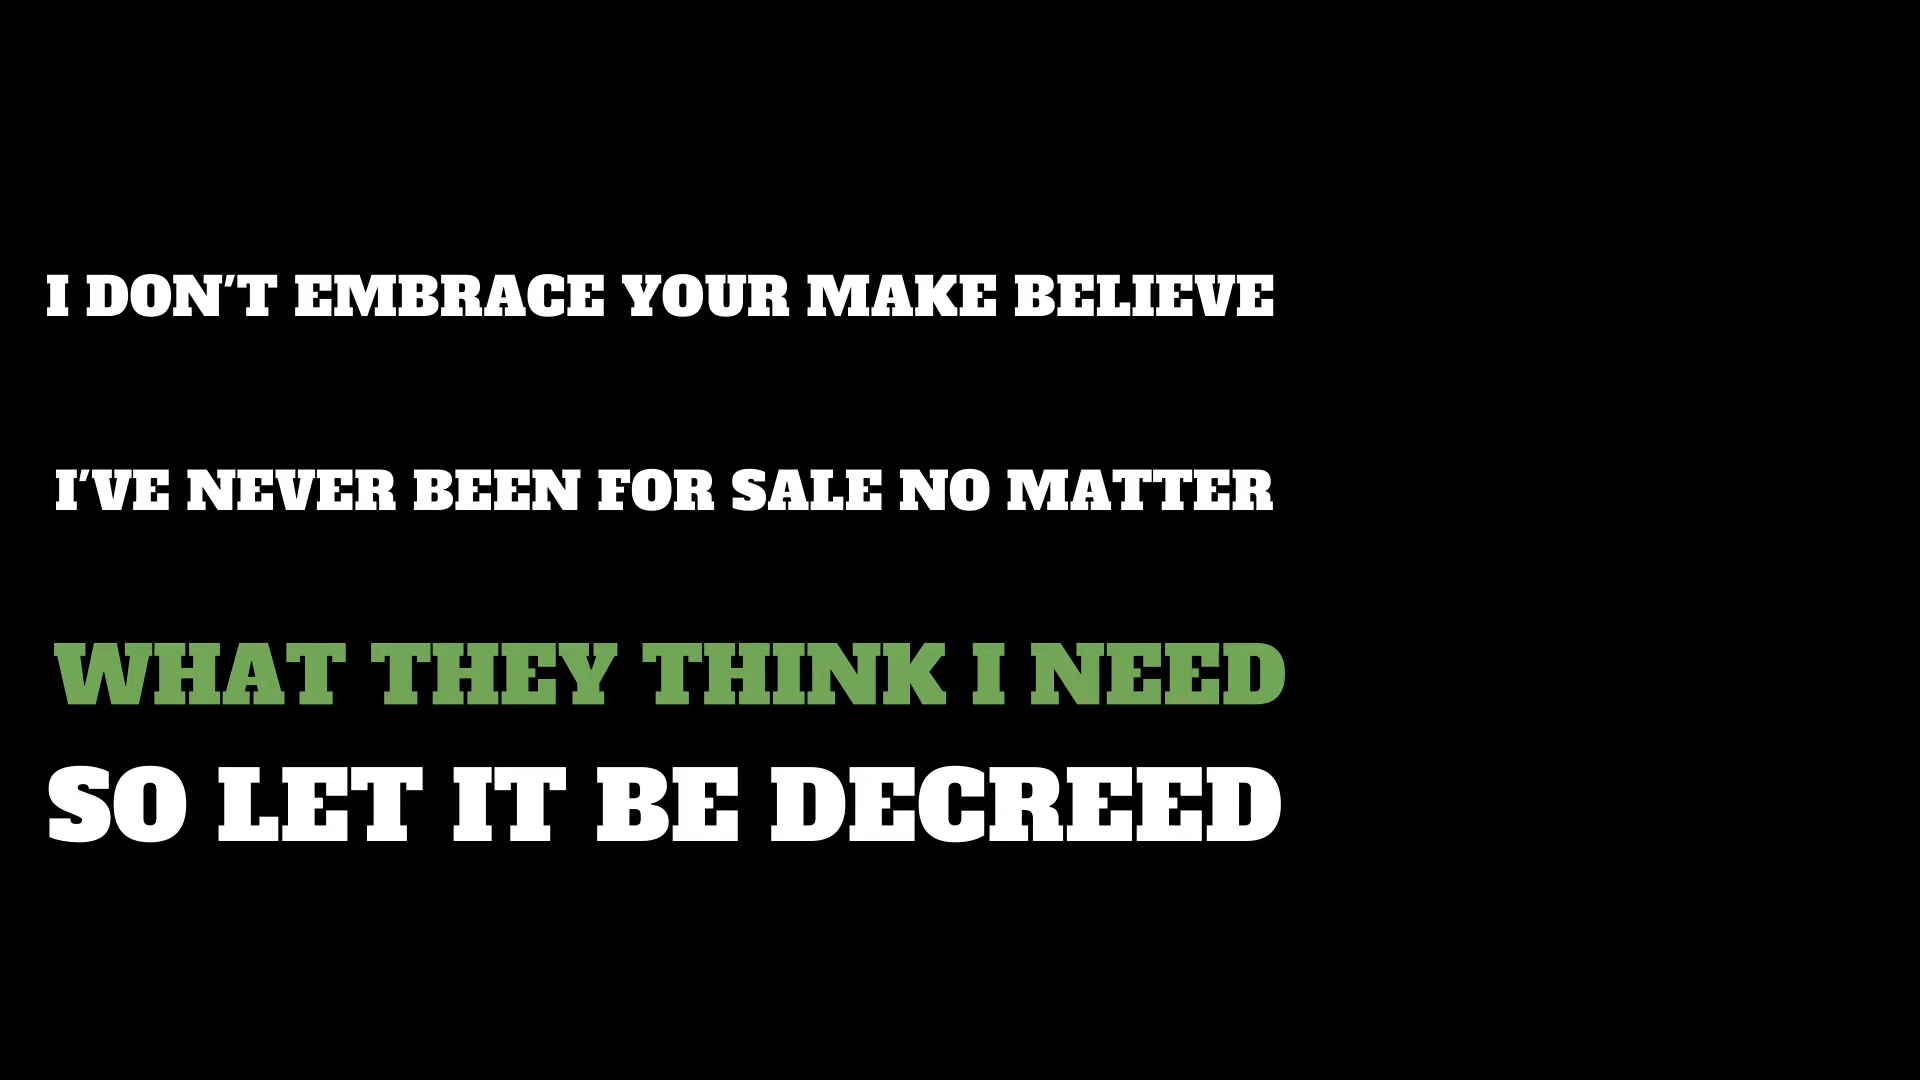 I DON'T EMBRACE YOUR MAKE BELIEVE
I'VE NEVER BEEN FOR SALE NO MATTER
WHAT THEY THINK I NEED
SO LET IT BE DECREED